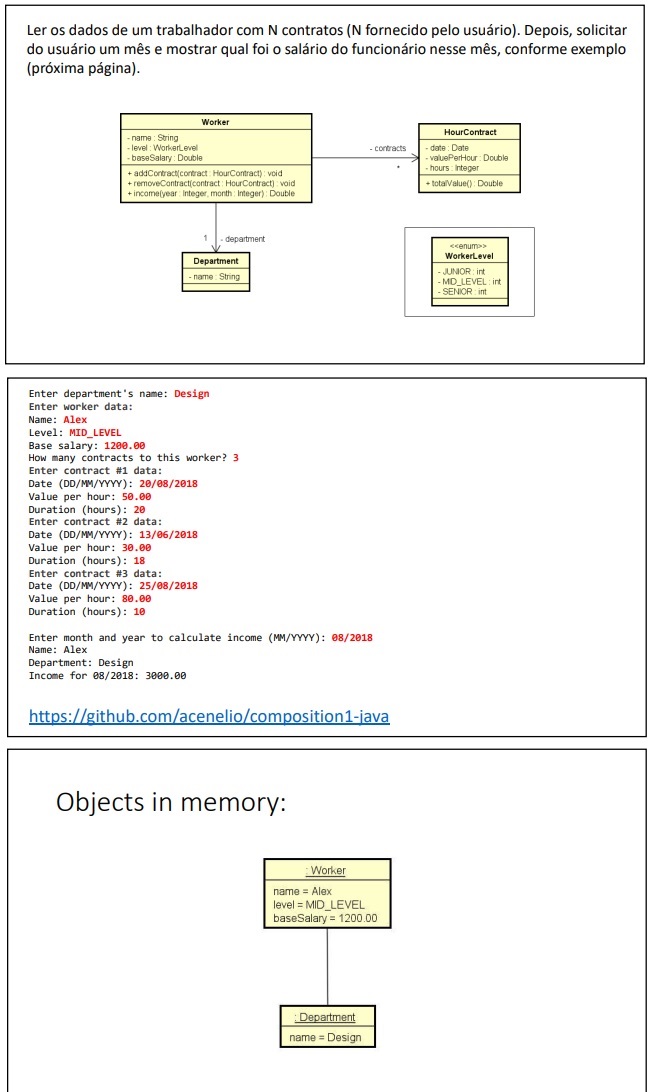 Ler os dados de um trabalhador com N contratos (N fornecido pelo usuário). Depois, solicitar
do usuário um mês e mostrar qual foi o salário do funcionário nesse mês, conforme exemplo
(próxima página).
Worker
- name : String
- level : WorkerLevel
- baseSalary : Double
+ addContract(contract : HourContract) : void
+ removeContract(contract : HourContract) : void
+ income(year : Integer, month : Integer) : Double
- contracts
*
HourContract
- date : Date
- valuePerHour : Double
- hours : Integer
+ totalValue() : Double
1
- department
Department
- name : String
<<enum>>
WorkerLevel
- JUNIOR : int
- MID_LEVEL : int
- SENIOR : int
Enter department's name: Design
Enter worker data:
Name: Alex
Level: MID_LEVEL
Base salary: 1200.00
How many contracts to this worker? 3
Enter contract #1 data:
Date (DD/MM/YYYY): 20/08/2018
Value per hour: 50.00
Duration (hours): 20
Enter contract #2 data:
Date (DD/MM/YYYY): 13/06/2018
Value per hour: 30.00
Duration (hours): 18
Enter contract #3 data:
Date (DD/MM/YYYY): 25/08/2018
Value per hour: 80.00
Duration (hours): 10
Enter month and year to calculate income (MM/YYYY): 08/2018
Name: Alex
Department: Design
Income for 08/2018: 3000.00
https://github.com/acenelio/composition1-java
Objects in memory:
: Worker
name = Alex
level = MID_LEVEL
baseSalary = 1200.00
: Department
name = Design